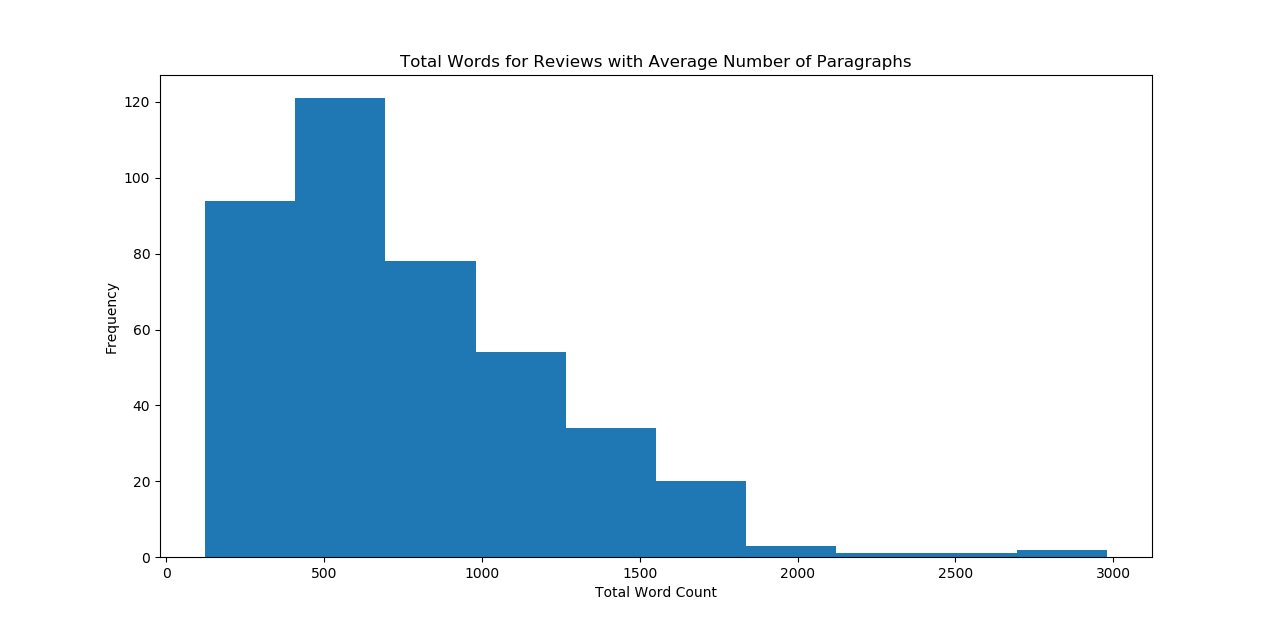 Total Words for Reviews with Average Number of Paragraphs
120
100
80
60
40
20
0
Frequency
0 500 1000 1500 2000 2500 3000
Total Word Count